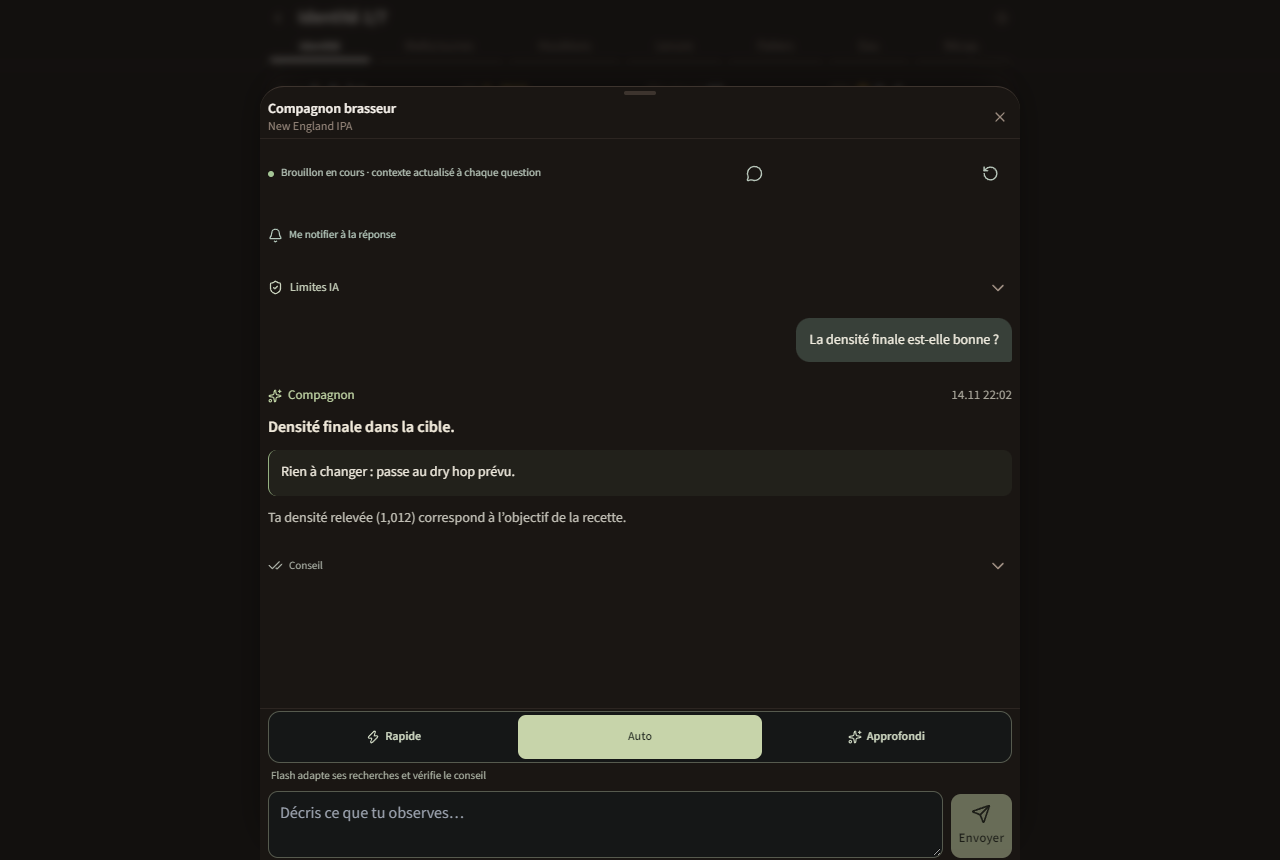 Compagnon brasseur
New England IPA
Brouillon en cours · contexte actualisé à chaque question
Me notifier à la réponse
Limites IA
La densité finale est-elle bonne ?
Compagnon
14.11 22:02
Densité finale dans la cible.
Rien à changer : passe au dry hop prévu.
Ta densité relevée (1,012) correspond à l’objectif de la recette.
Conseil
Rapide
Auto
Approfondi
Flash adapte ses recherches et vérifie le conseil
Décris ce que tu observes…
Envoyer